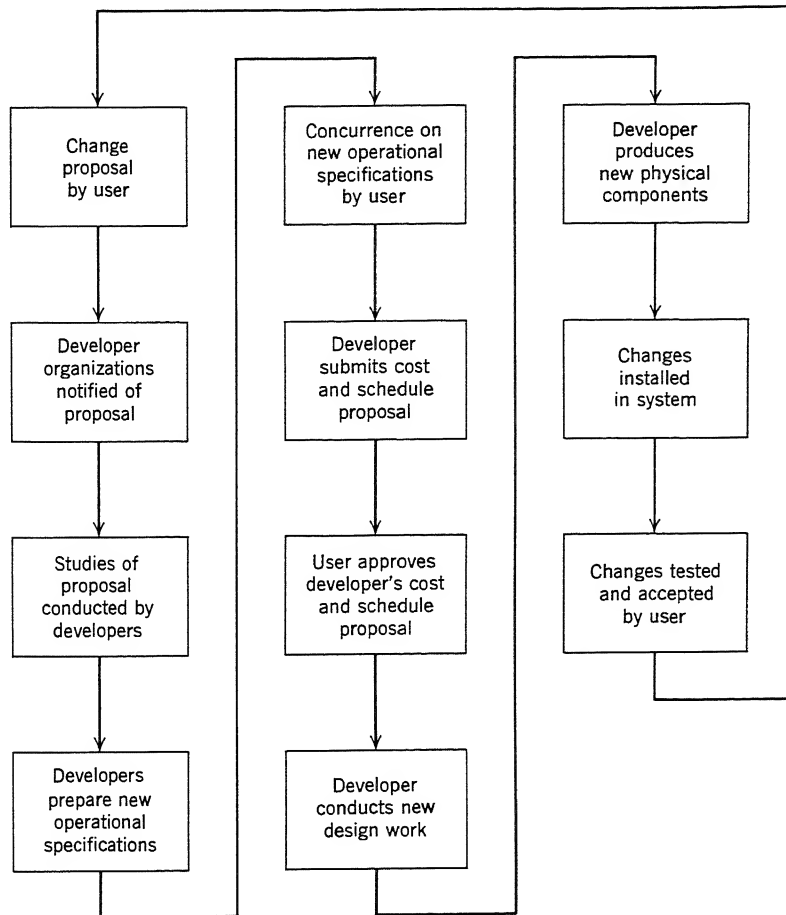 Change
proposal
by user
Developer
organizations
notified of
proposal
Studies of
proposal
conducted by
developers
Developers
prepare new
operational
specifications
Concurrence on
new operational
specifications
by user
Developer
submits cost
and schedule
proposal
User approves
developer's cost
and schedule
proposal
Developer
conducts new
design work
Developer
produces
new physical
components
Changes
installed
in system
Changes tested
and accepted
by user